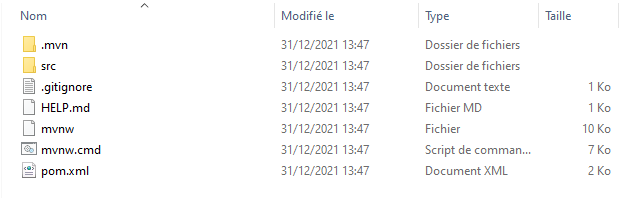 Nom Modifié le Type Taille
.mvn 31/12/2021 13:47 Dossier de fichiers
src 31/12/2021 13:47 Dossier de fichiers
.gitignore 31/12/2021 13:47 Document texte 1 Ko
HELP.md 31/12/2021 13:47 Fichier MD 1 Ko
mvnw 31/12/2021 13:47 Fichier 10 Ko
mvnw.cmd 31/12/2021 13:47 Script de comman... 7 Ko
pom.xml 31/12/2021 13:47 Document XML 2 Ko